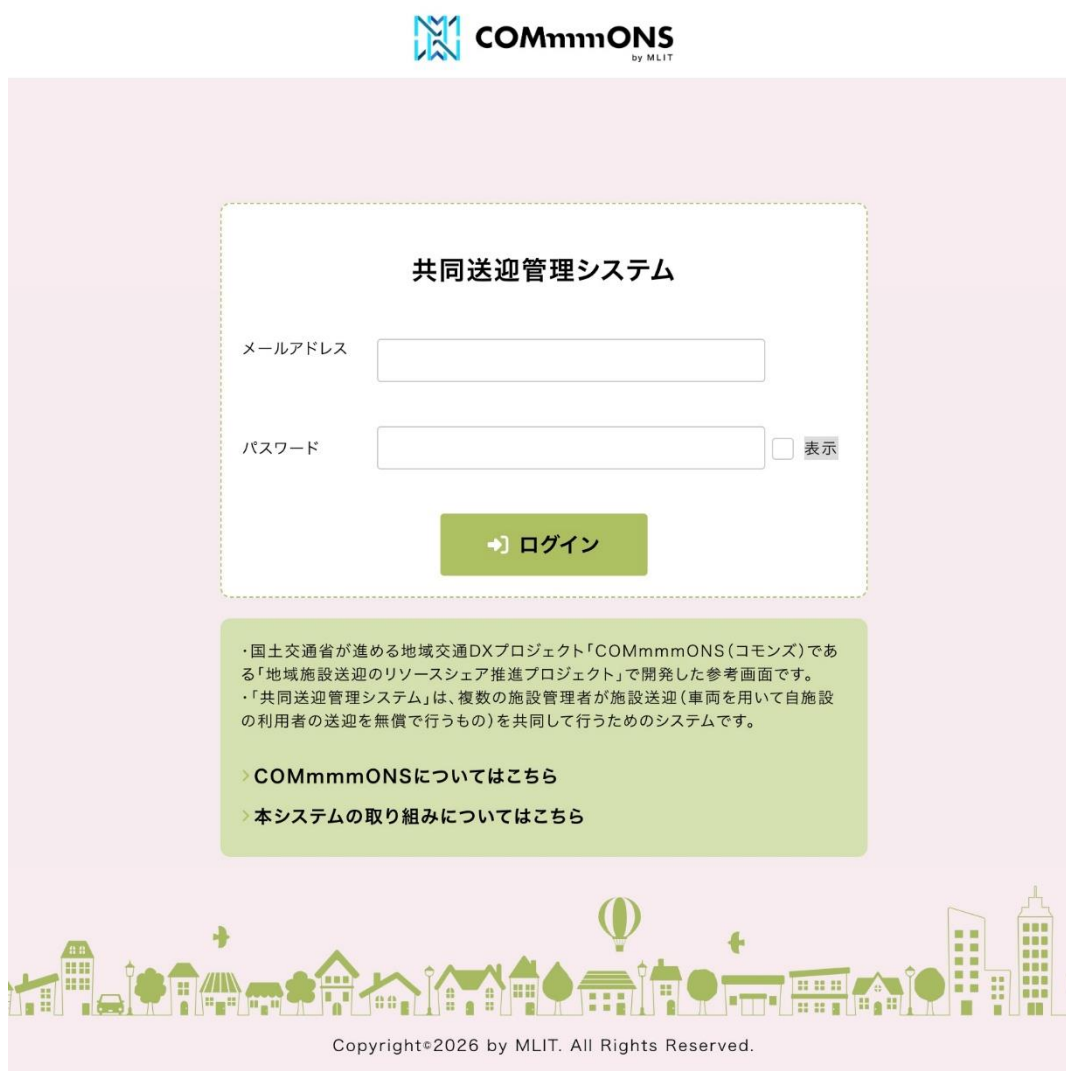 COMmmmONS
by MLIT
共同送迎管理システム
メールアドレス
パスワード
表示
ログイン
・国土交通省が進める地域交通DXプロジェクト「COMmmmONS(コモンズ)であ
る「地域施設送迎のリソースシェア推進プロジェクト」で開発した参考画面です。
・「共同送迎管理システム」は、複数の施設管理者が施設送迎(車両を用いて自施設
の利用者の送迎を無償で行うもの)を共同して行うためのシステムです。
COMmmmONSについてはこちら
本システムの取り組みについてはこちら
Copyright©2026 by MLIT. All Rights Reserved.